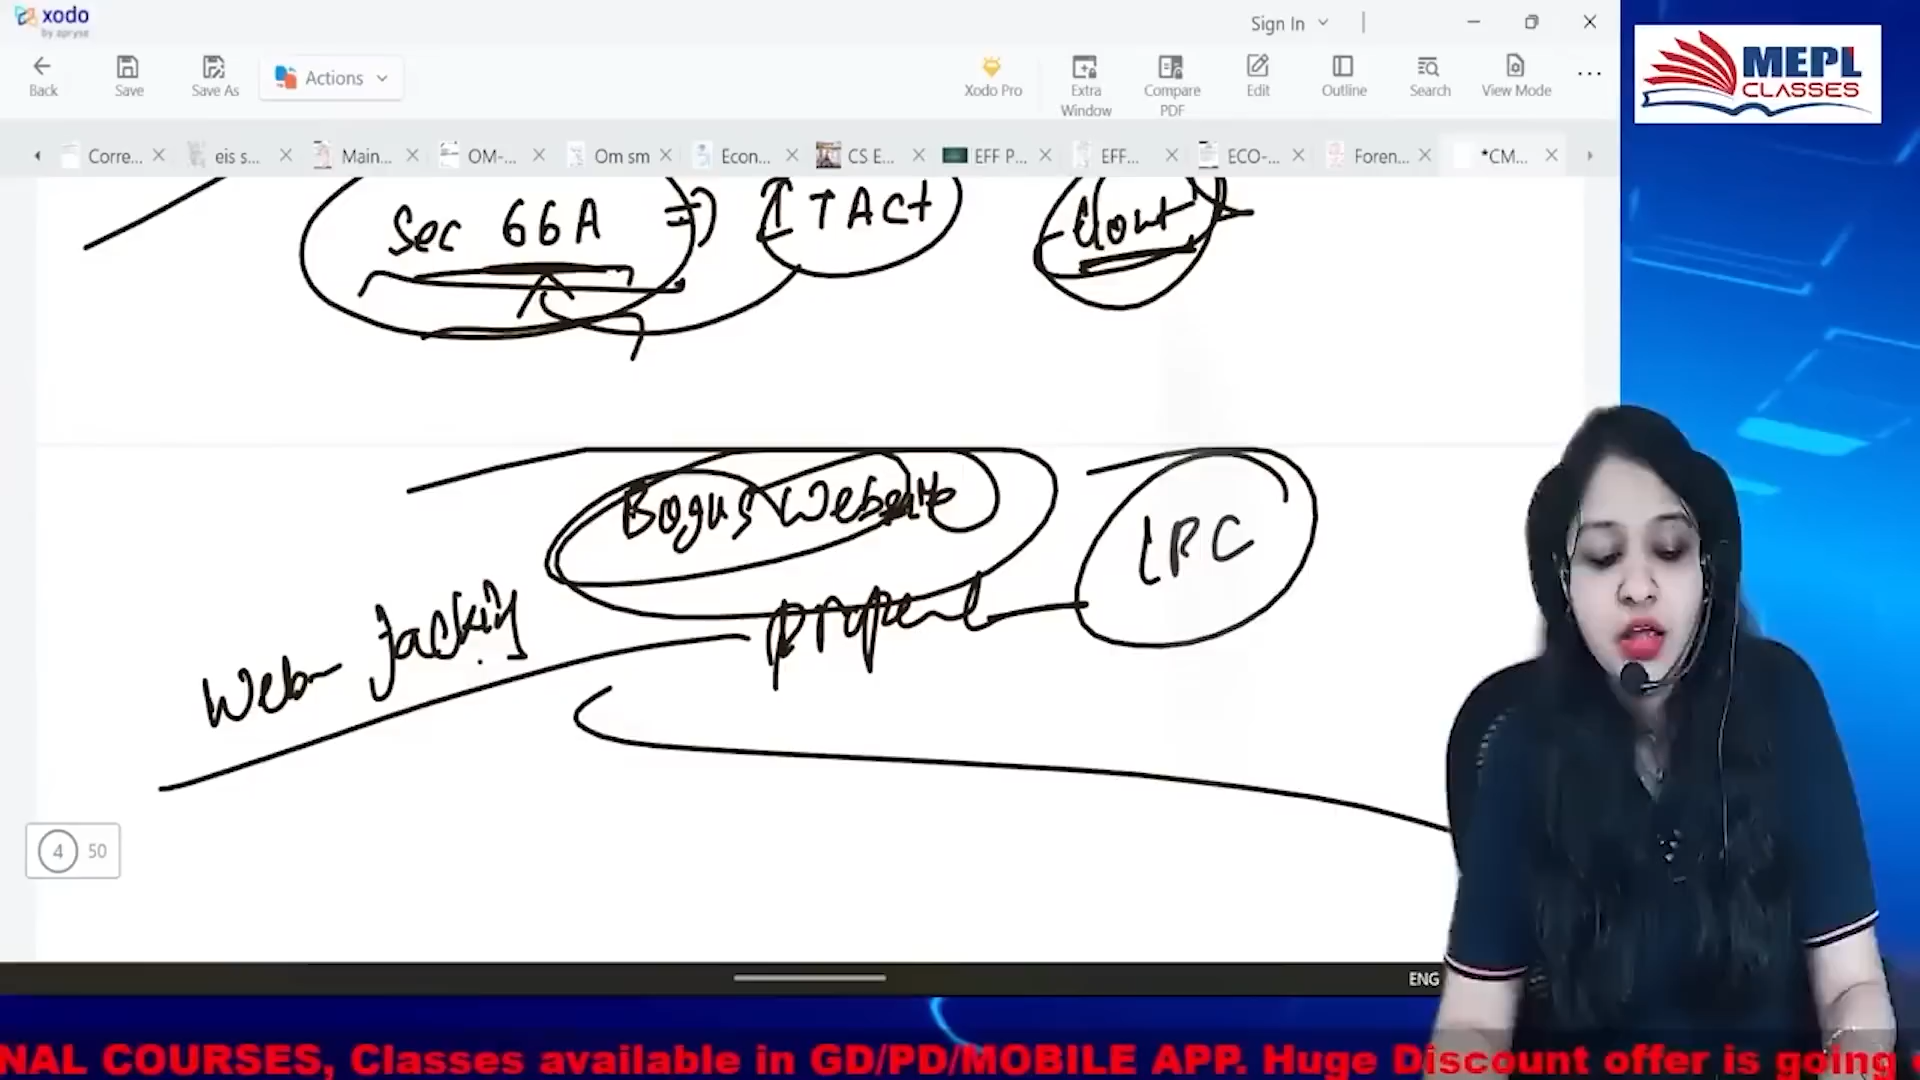 xodo
by apryse
Sign In
Back
Save
Save As
Actions
Xodo Pro
Extra Window
Compare PDF
Edit
Outline
Search
View Mode
MEPL
CLASSES
Corre...
eis s...
Main...
OM-...
Om sm
Econ...
CS E...
EFF P...
EFF...
ECO-...
Foren...
*CM...
Sec 66A ITAct
Bogus Website
IPC
Web Jacking
4 50
ENG
NAL COURSES, Classes available in GD/PD/MOBILE APP. Huge Discount offer is going